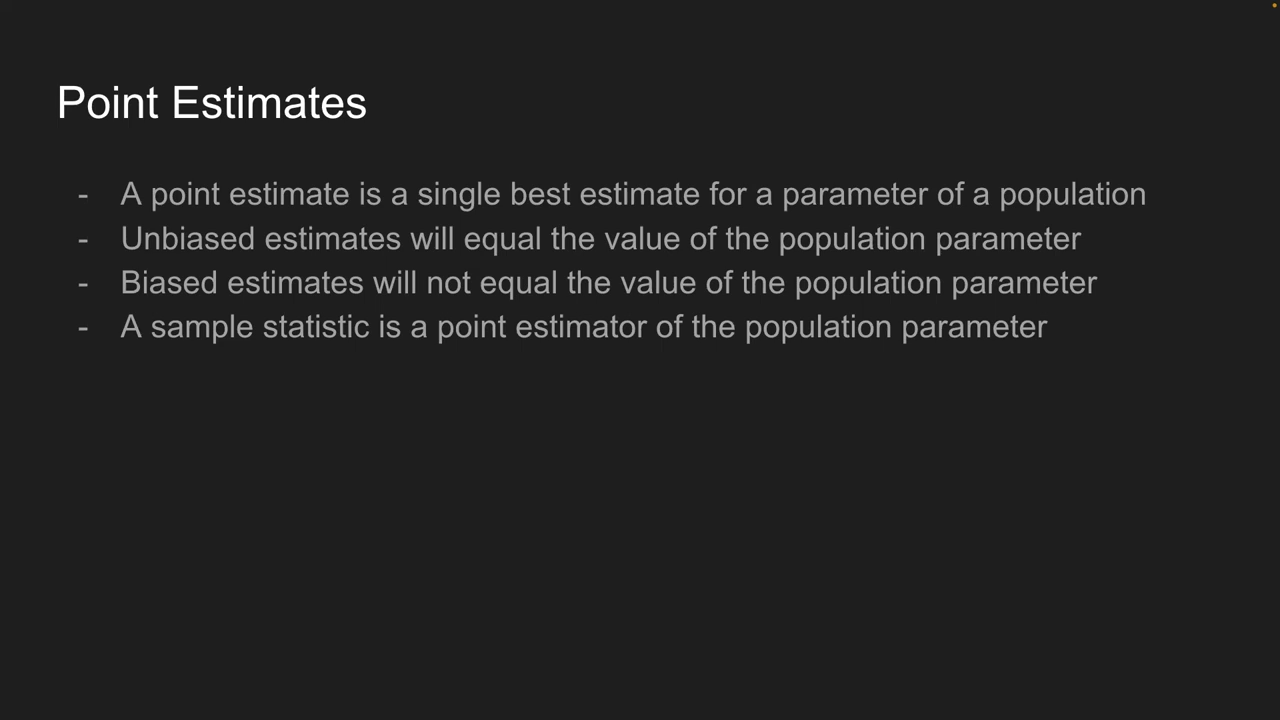 Point Estimates
- A point estimate is a single best estimate for a parameter of a population
- Unbiased estimates will equal the value of the population parameter
- Biased estimates will not equal the value of the population parameter
- A sample statistic is a point estimator of the population parameter